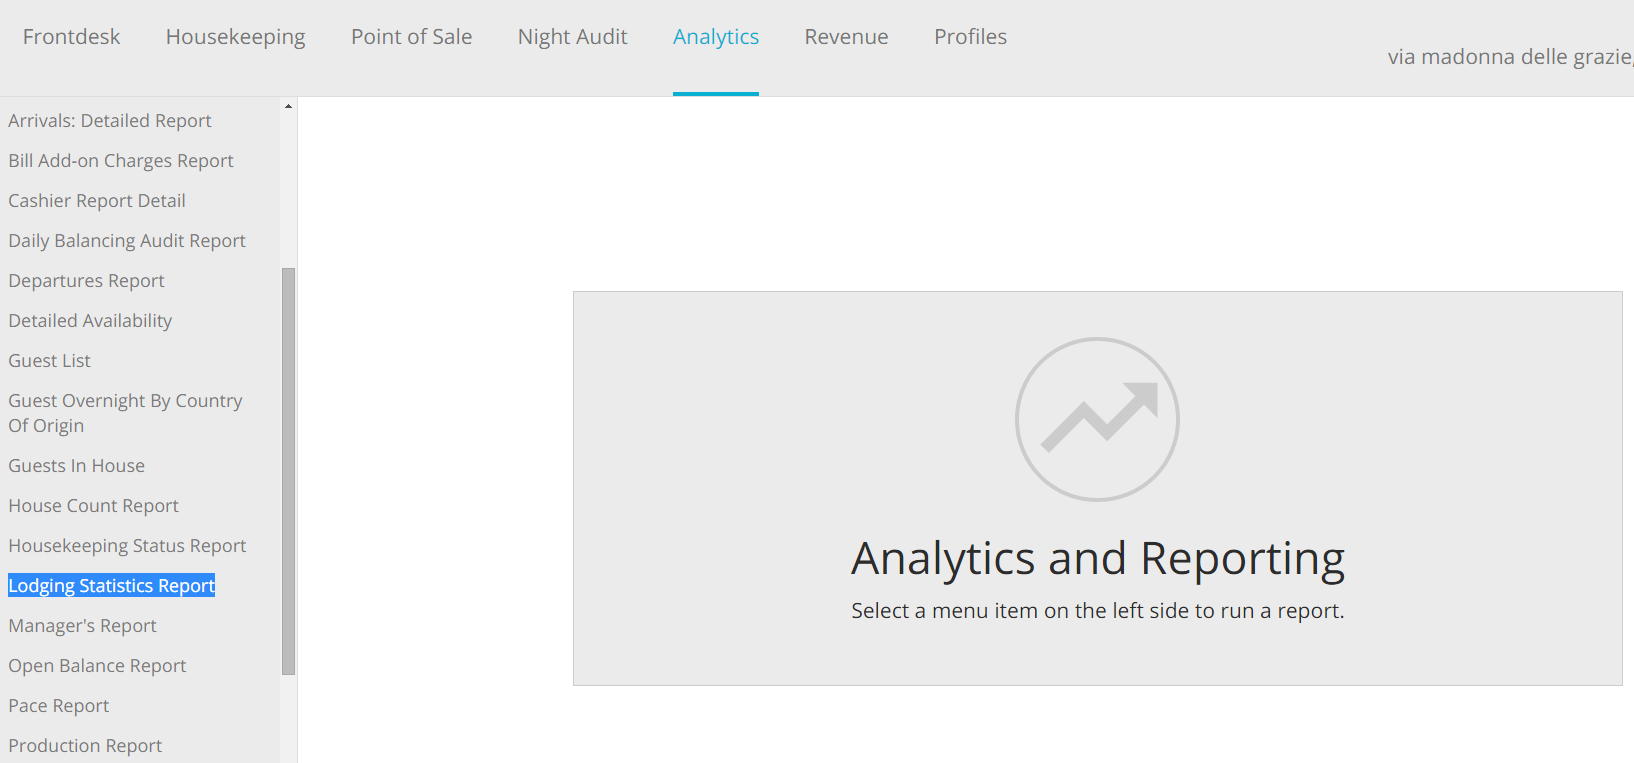 Frontdesk Housekeeping Point of Sale Night Audit Analytics Revenue Profiles
via madonna delle grazie,
Arrivals: Detailed Report
Bill Add-on Charges Report
Cashier Report Detail
Daily Balancing Audit Report
Departures Report
Detailed Availability
Guest List
Guest Overnight By Country
Of Origin
Guests In House
House Count Report
Housekeeping Status Report
Lodging Statistics Report
Manager's Report
Open Balance Report
Pace Report
Production Report
Analytics and Reporting
Select a menu item on the left side to run a report.